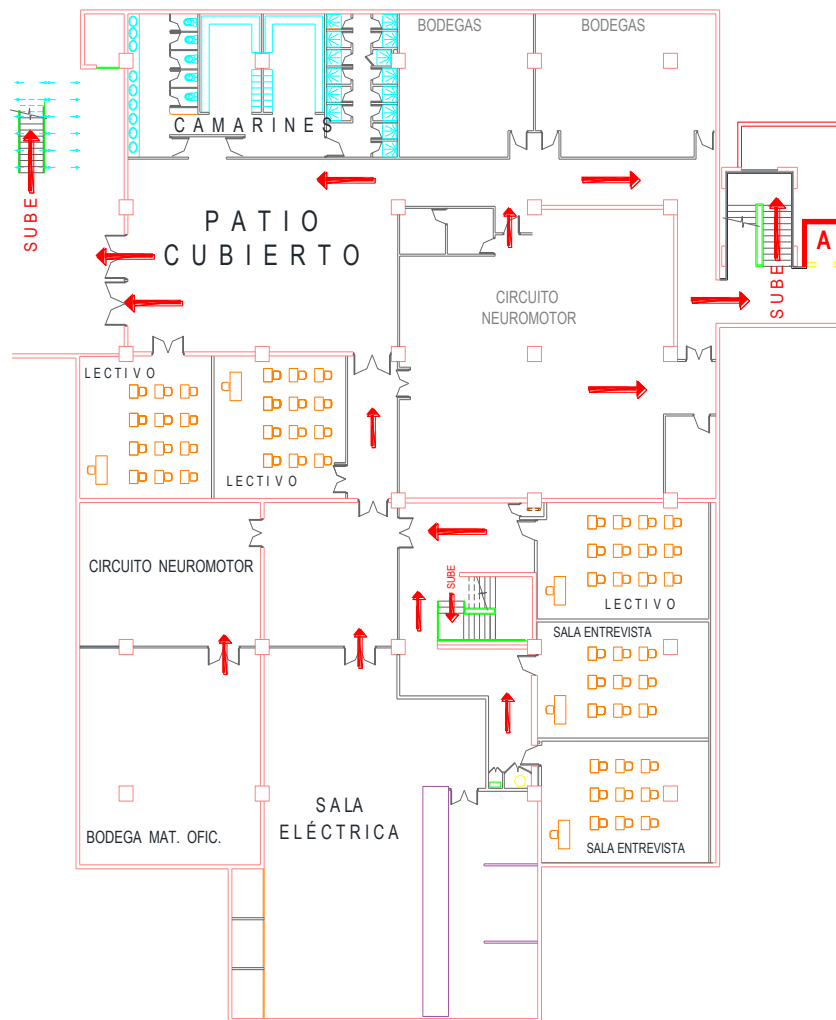 BODEGAS
BODEGAS
CAMARINES
SUBE
PATIO
CUBIERTO
A
SUBE
CIRCUITO
NEUROMOTOR
LECTIVO
LECTIVO
CIRCUITO NEUROMOTOR
SUBE
LECTIVO
SALA ENTREVISTA
SALA
ELÉCTRICA
BODEGA MAT. OFIC.
SALA ENTREVISTA